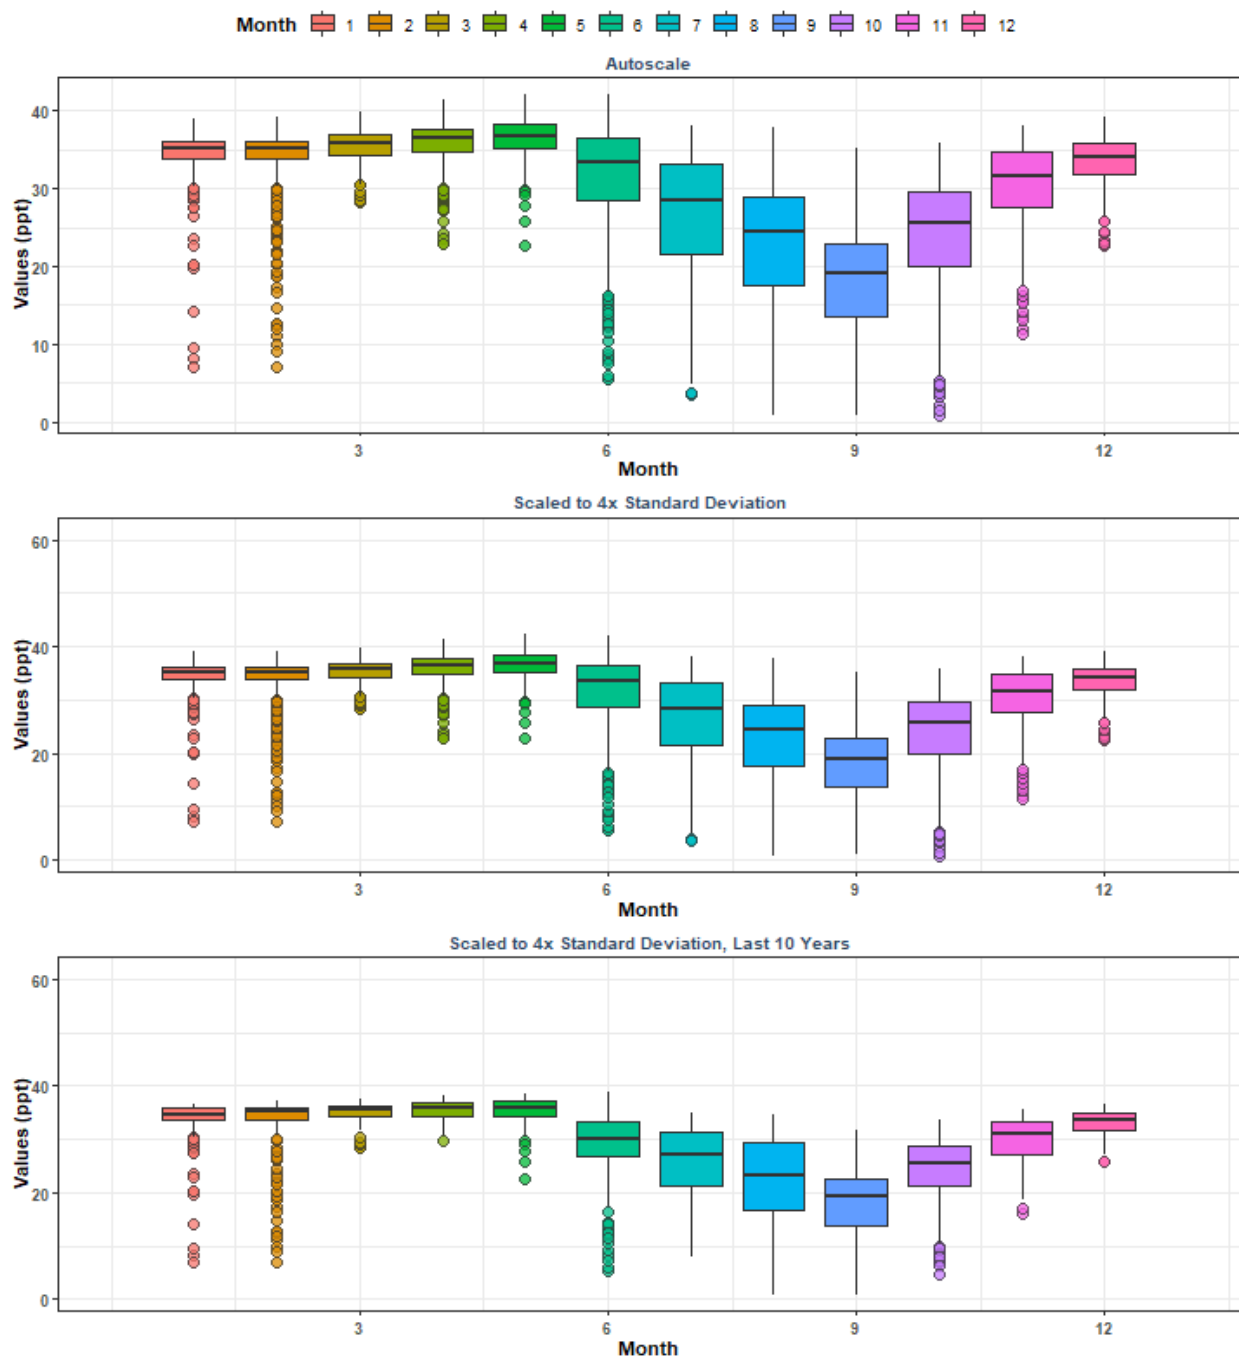 Month 1 2 3 4 5 6 7 8 9 10 11 12
Autoscale
Values (ppt)
40
30
20
10
0
3 6 9 12
Month
Scaled to 4x Standard Deviation
Values (ppt)
60
40
20
0
3 6 9 12
Month
Scaled to 4x Standard Deviation, Last 10 Years
Values (ppt)
60
40
20
0
3 6 9 12
Month